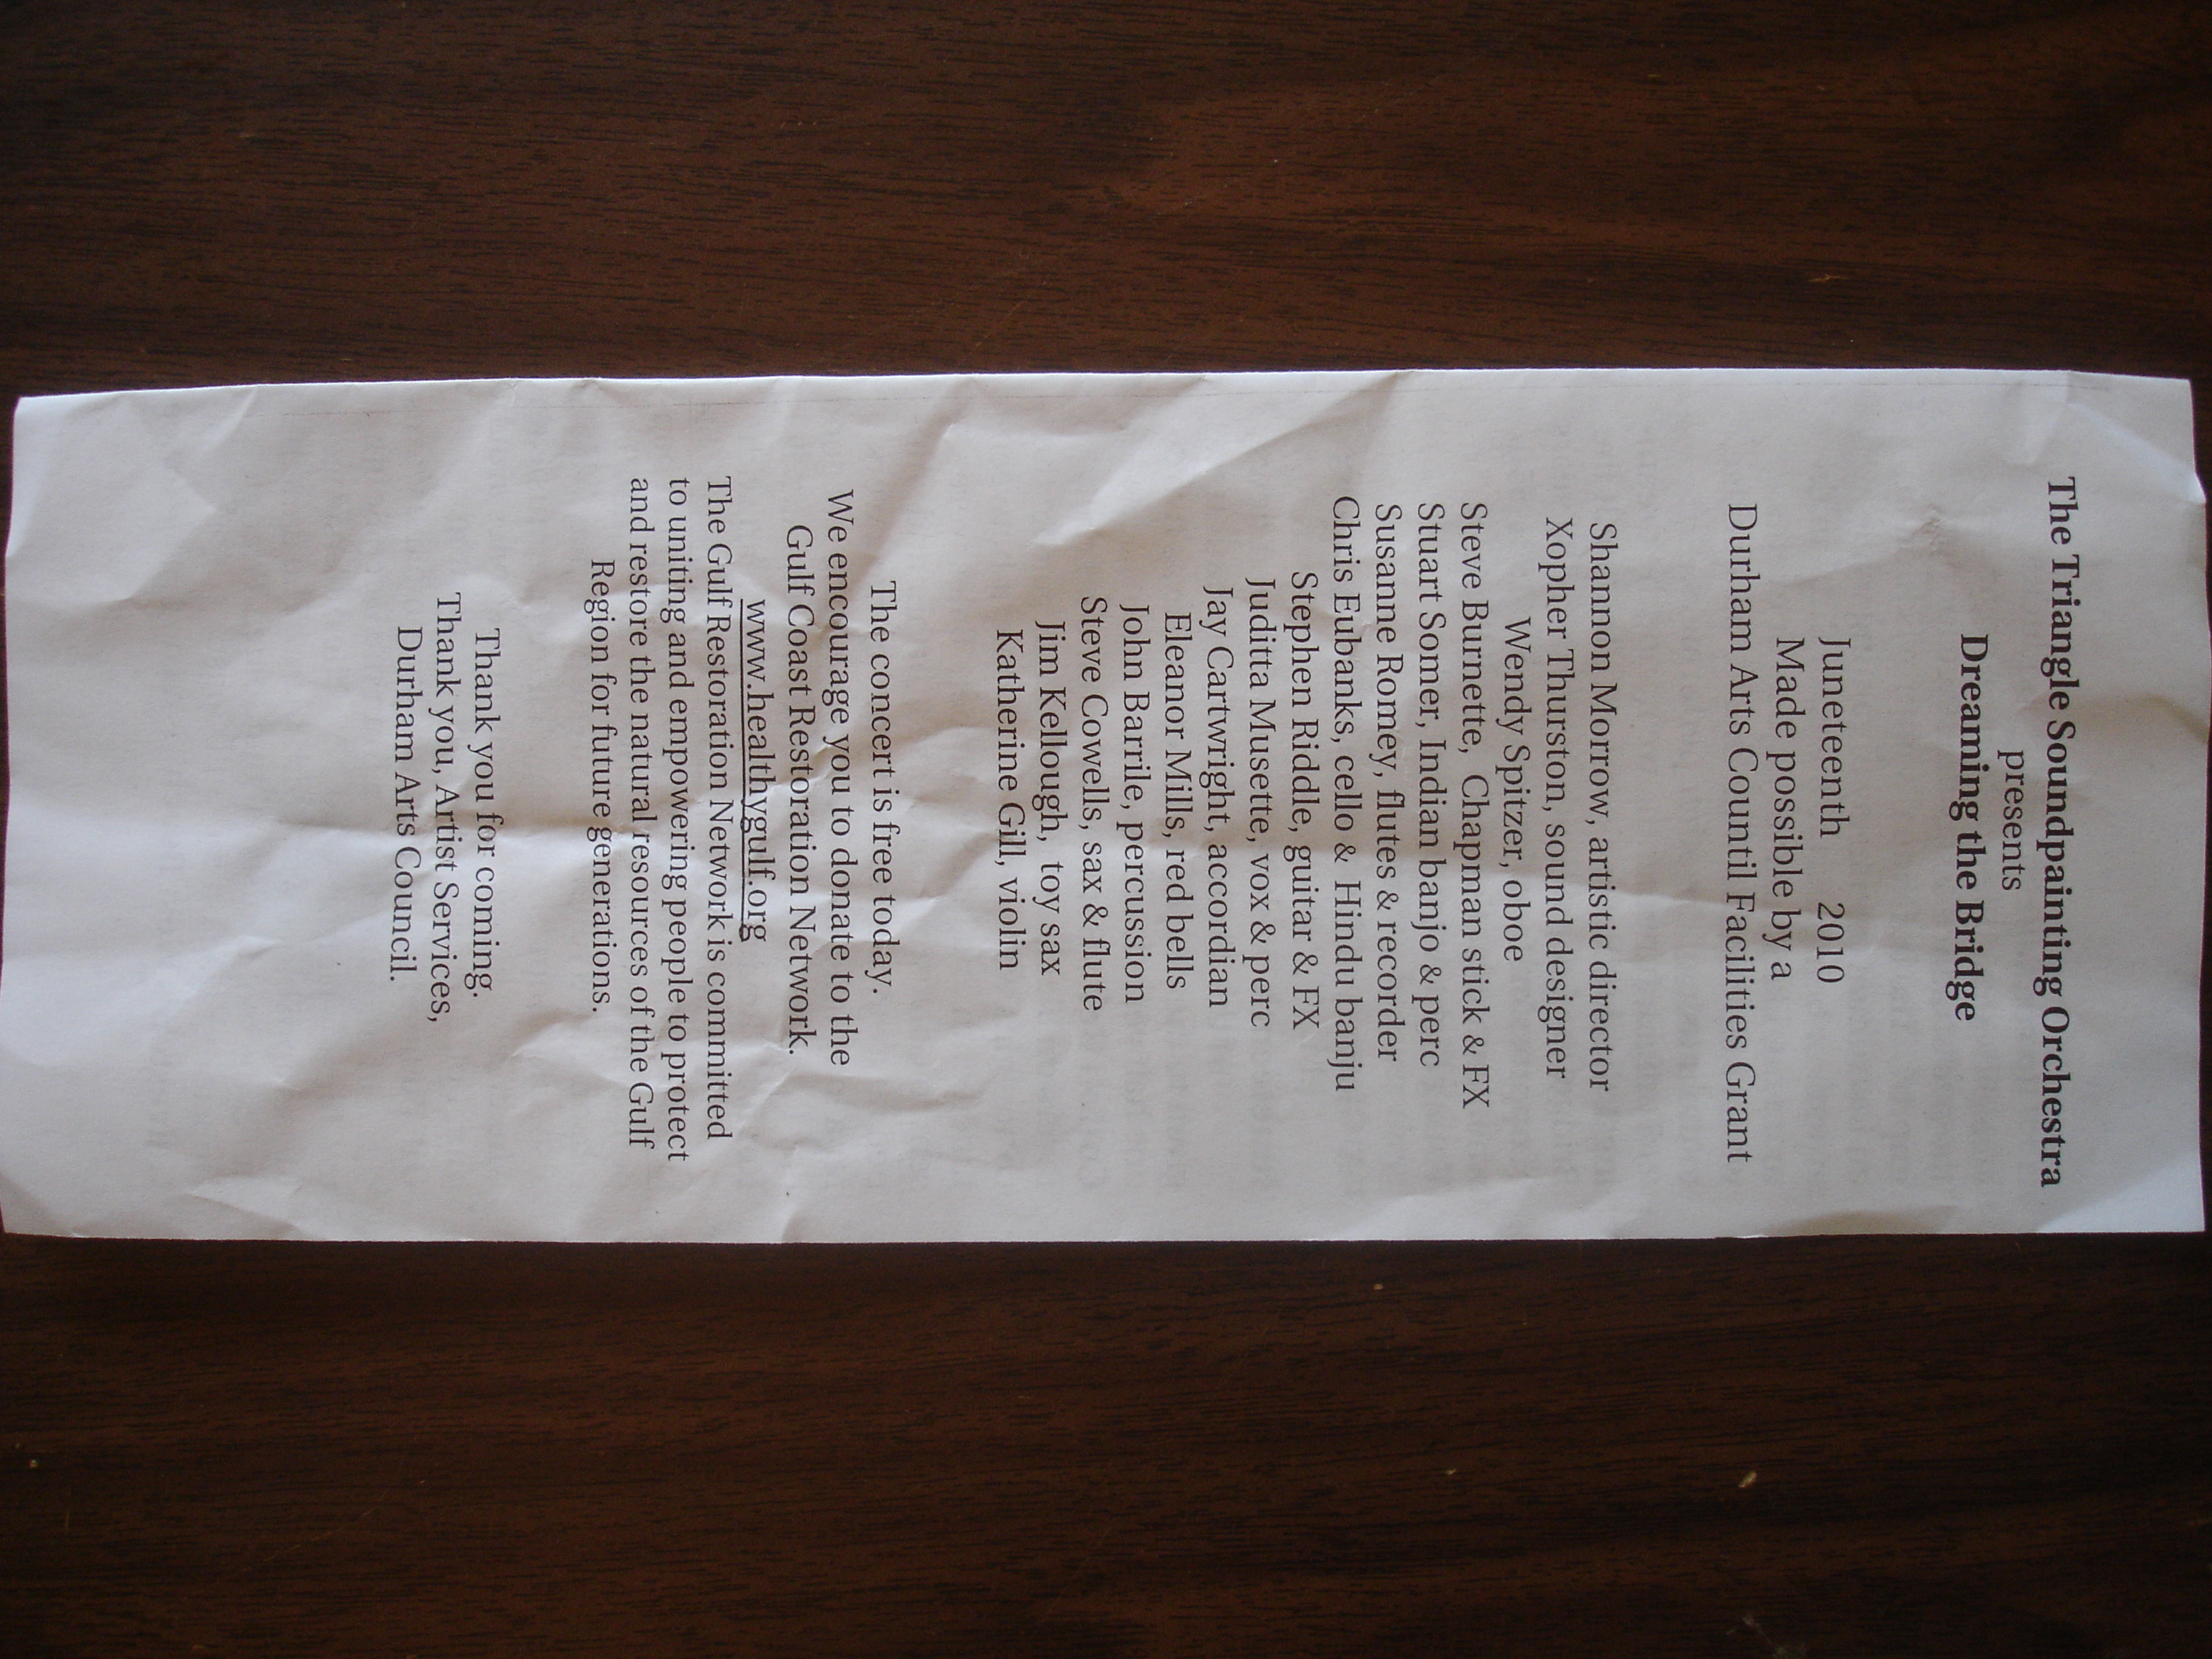 The Triangle Soundpainting Orchestra
presents
Dreaming the Bridge
Juneteenth 2010
Made possible by a
Durham Arts Countil Facilities Grant
Shannon Morrow, artistic director
Xopher Thurston, sound designer
Wendy Spitzer, oboe
Steve Burnette, Chapman stick & FX
Stuart Somer, Indian banjo & perc
Susanne Romey, flutes & recorder
Chris Eubanks, cello & Hindu banju
Stephen Riddle, guitar & FX
Juditta Musette, vox & perc
Jay Cartwright, accordian
Eleanor Mills, red bells
John Barrile, percussion
Steve Cowells, sax & flute
Jim Kellough, toy sax
Katherine Gill, violin
The concert is free today.
We encourage you to donate to the
Gulf Coast Restoration Network.
www.healthygulf.org
The Gulf Restoration Network is committed
to uniting and empowering people to protect
and restore the natural resources of the Gulf
Region for future generations.
Thank you for coming.
Thank you, Artist Services,
Durham Arts Council.